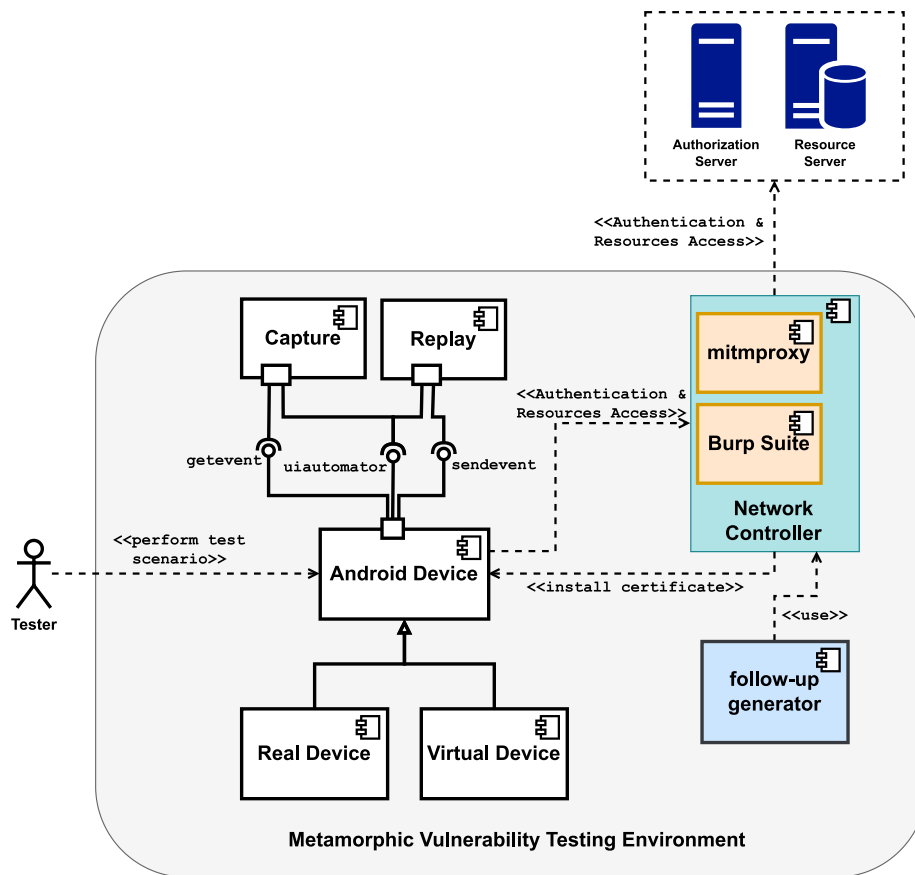 Authorization
Server
Resource
Server
<<Authentication &
Resources Access>>
Capture
Replay
mitmproxy
<<Authentication &
Resources Access>>
Burp Suite
getevent
uiautomator
sendevent
Network
Controller
<<perform test
scenario>>
Android Device
<<install certificate>>
Tester
<<use>>
follow-up
generator
Real Device
Virtual Device
Metamorphic Vulnerability Testing Environment